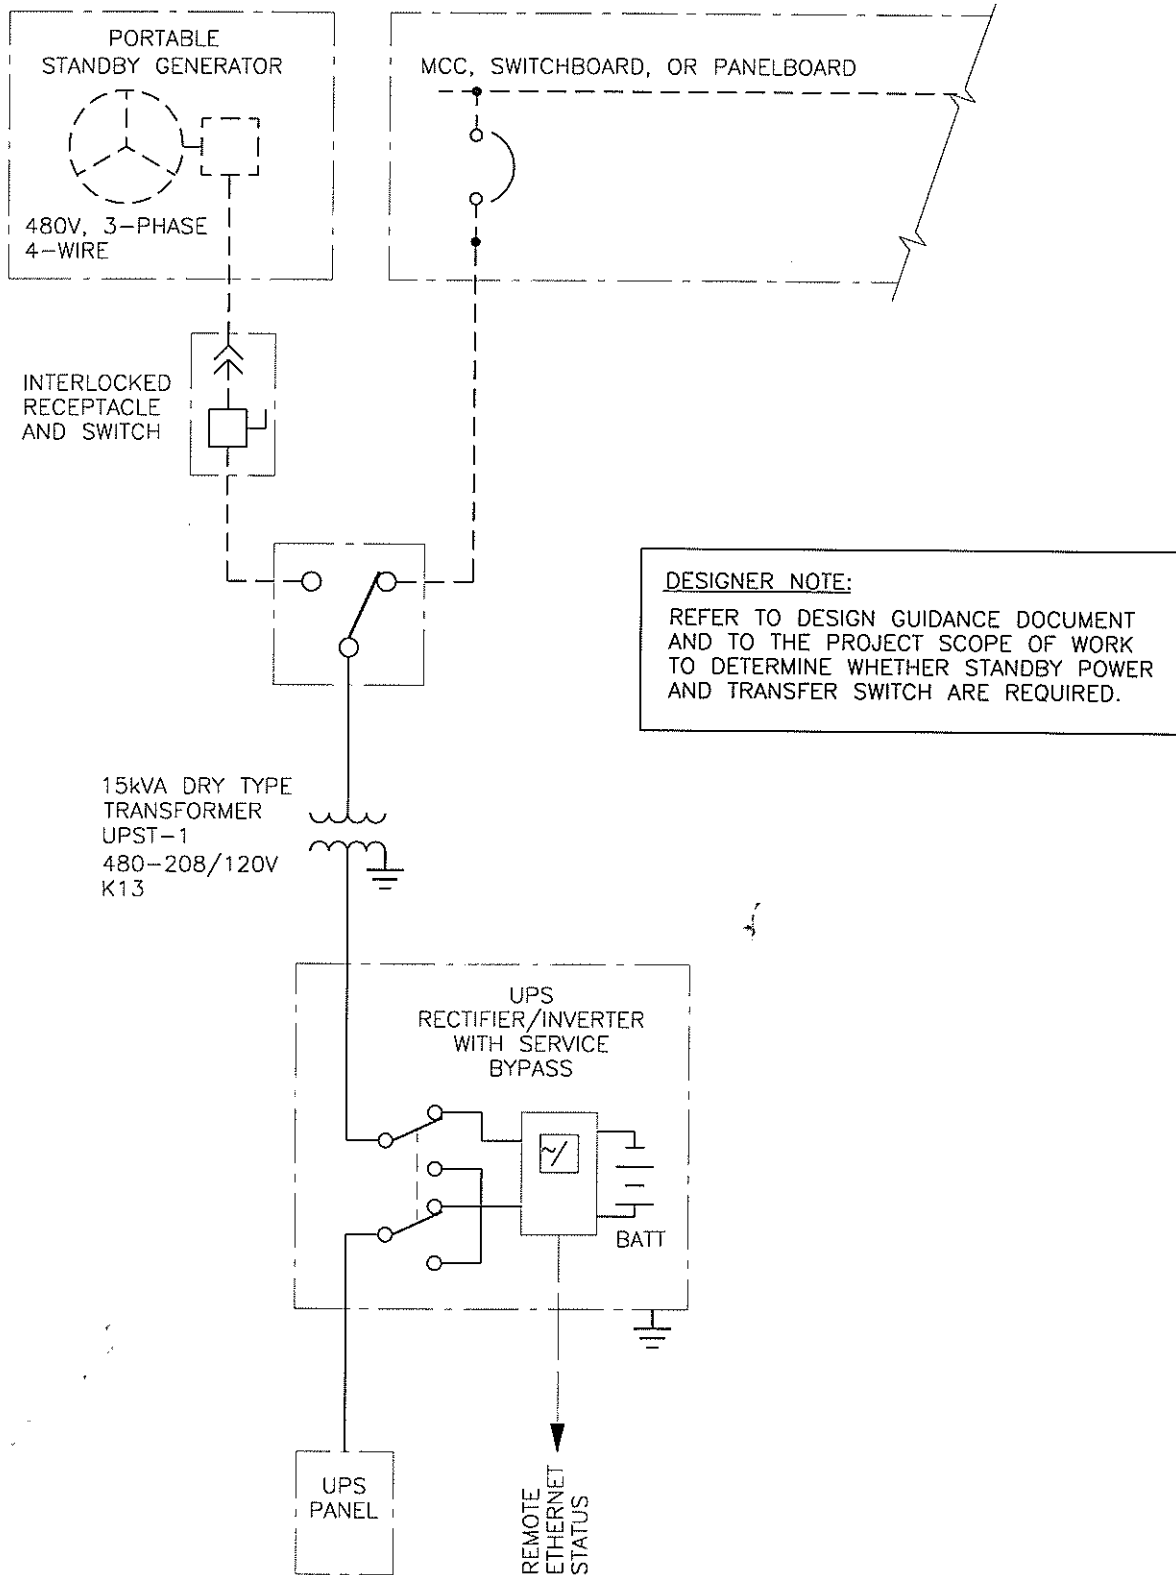 PORTABLE
STANDBY GENERATOR
480V, 3-PHASE
4-WIRE
MCC, SWITCHBOARD, OR PANELBOARD
INTERLOCKED
RECEPTACLE
AND SWITCH
DESIGNER NOTE:
REFER TO DESIGN GUIDANCE DOCUMENT
AND TO THE PROJECT SCOPE OF WORK
TO DETERMINE WHETHER STANDBY POWER
AND TRANSFER SWITCH ARE REQUIRED.
15kVA DRY TYPE
TRANSFORMER
UPST-1
480-208/120V
K13
UPS
RECTIFIER/INVERTER
WITH SERVICE
BYPASS
~/
BATT
UPS
PANEL
REMOTE
ETHERNET
STATUS